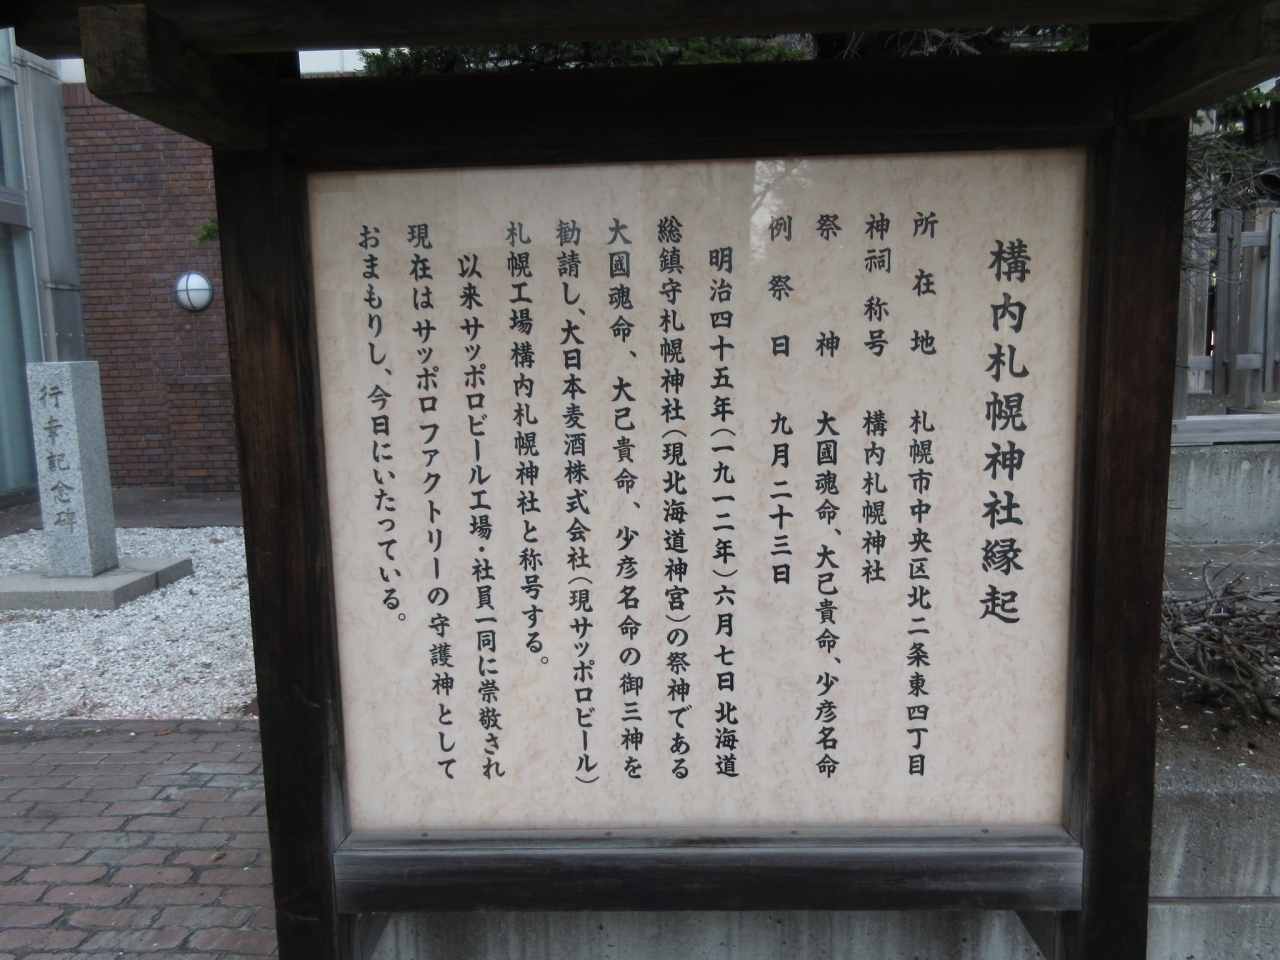 構内札幌神社縁起
所在地 札幌市中央区北二条東四丁目
神祠称号 構内札幌神社
祭神 大國魂命、大己貴命、少彦名命
例祭日 九月二十三日
明治四十五年(一九一二年)六月七日北海道
総鎮守札幌神社(現北海道神宮)の祭神である
大國魂命、大己貴命、少彦名命の御三神を
勧請し、大日本麦酒株式会社(現サッポロビール)
札幌工場構内札幌神社と称号する。
以来サッポロビール工場・社員一同に崇敬され
現在はサッポロファクトリーの守護神として
おまもりし、今日にいたっている。
行幸記念碑